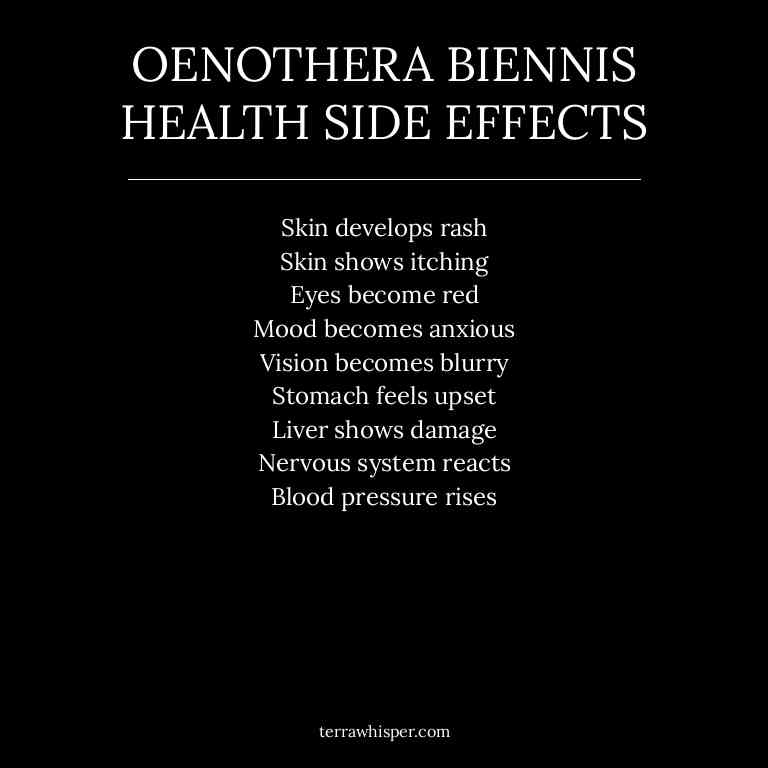 OENOTHERA BIENNIS
HEALTH SIDE EFFECTS
Skin develops rash
Skin shows itching
Eyes become red
Mood becomes anxious
Vision becomes blurry
Stomach feels upset
Liver shows damage
Nervous system reacts
Blood pressure rises
terrawhisper.com